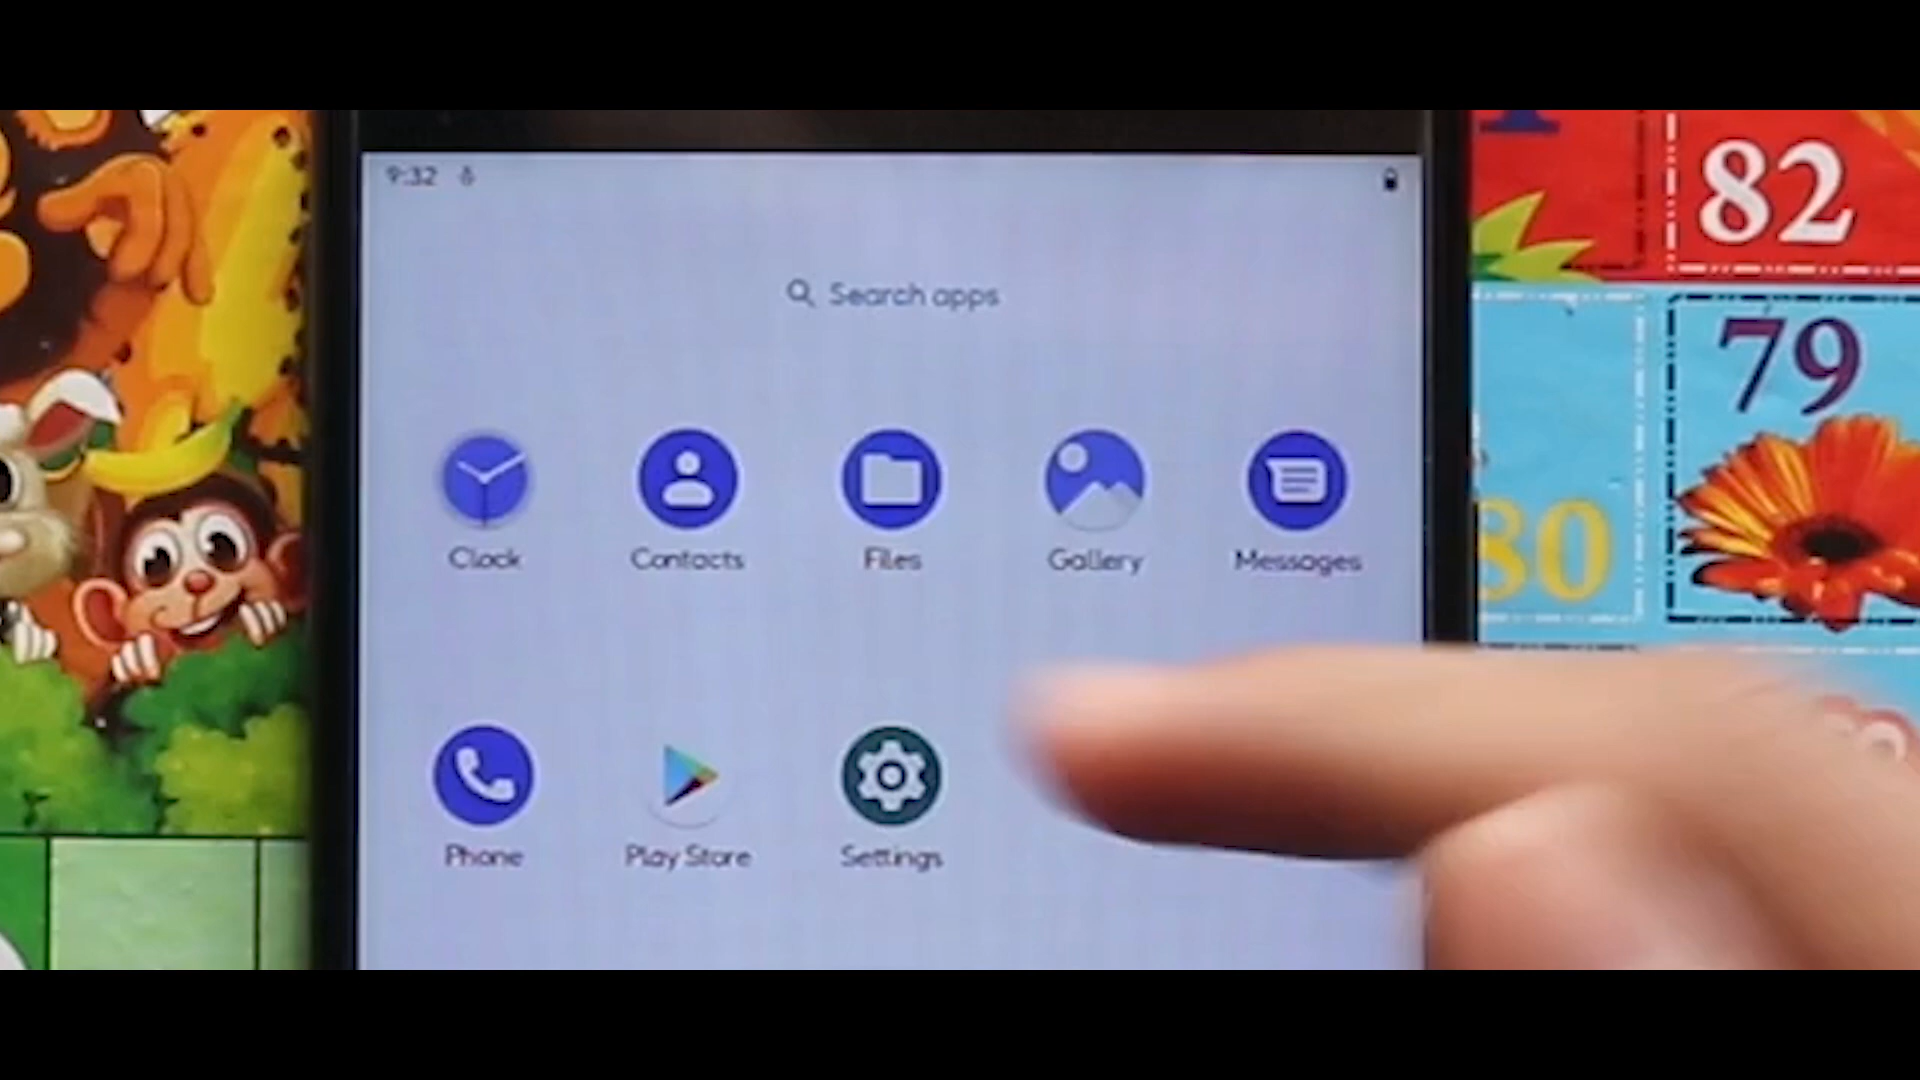 9:32
82
Search apps
79
Clock
Contacts
Files
Gallery
Messages
80
Phone
Play Store
Settings